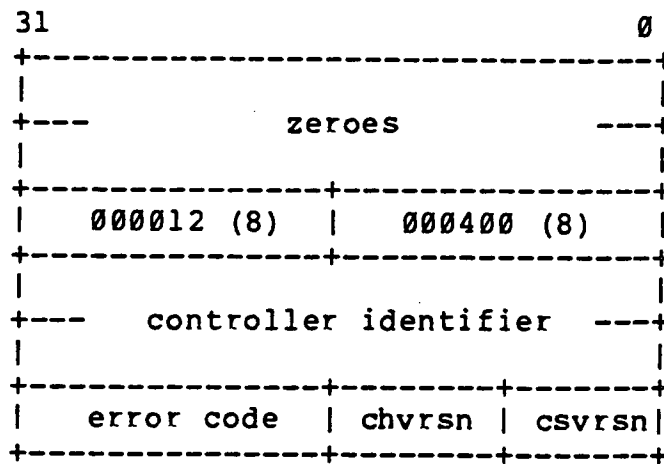 31 0
zeroes
000012 (8) | 000400 (8)
controller identifier
error code | chvrsn | csvrsn